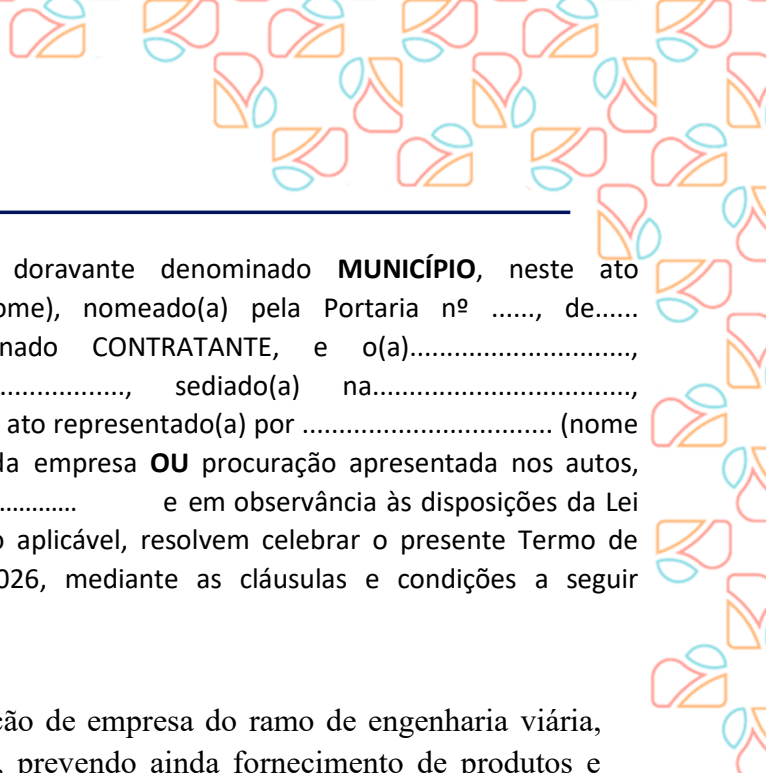 doravante denominado MUNICÍPIO, neste ato
ome), nomeado(a) pela Portaria nº ......, de......
nado CONTRATANTE, e o(a)..............................,
................., sediado(a) na...................................,
ato representado(a) por .................................. (nome
da empresa OU procuração apresentada nos autos,
............. e em observância às disposições da Lei
o aplicável, resolvem celebrar o presente Termo de
026, mediante as cláusulas e condições a seguir
ção de empresa do ramo de engenharia viária,
, prevendo ainda fornecimento de produtos e